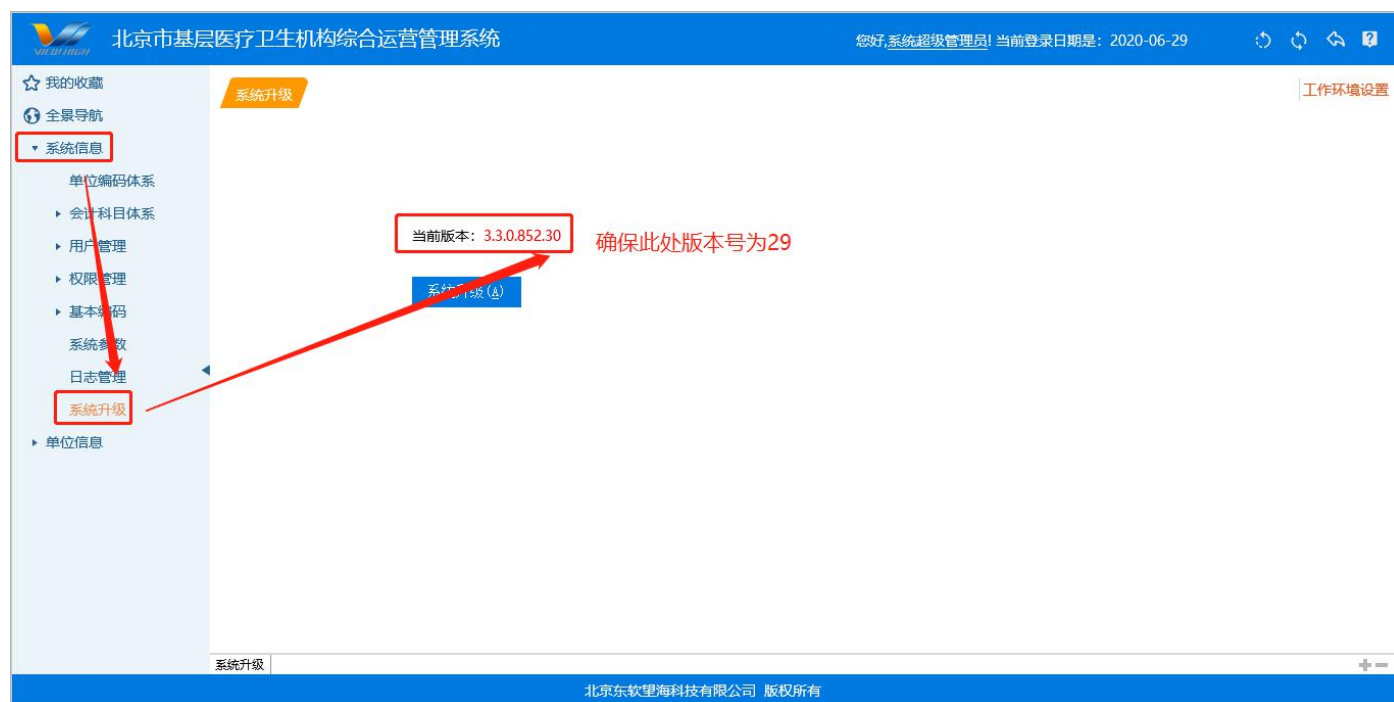 VIEWHIGH
北京市基层医疗卫生机构综合运营管理系统
您好,系统超级管理员! 当前登录日期是：2020-06-29
我的收藏
全景导航
系统信息
单位编码体系
会计科目体系
用户管理
权限管理
基本编码
系统参数
日志管理
系统升级
单位信息
系统升级
工作环境设置
当前版本：3.3.0.852.30
确保此处版本号为29
系统升级(A)
系统升级
北京东软望海科技有限公司 版权所有